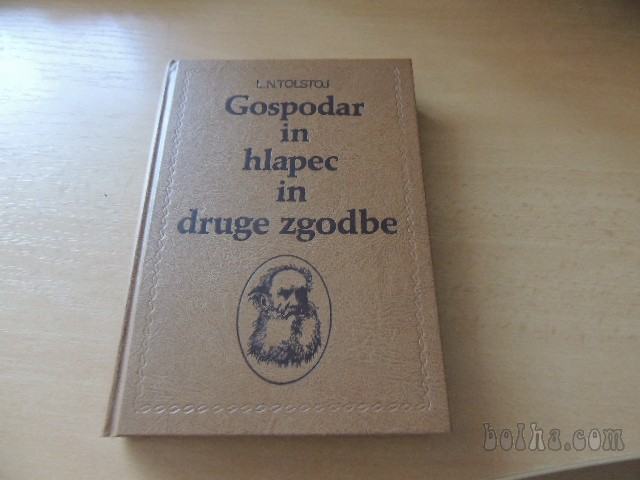 L.N.TOLSTOJ
Gospodar
in
hlapec
in
druge zgodbe
bolha.com